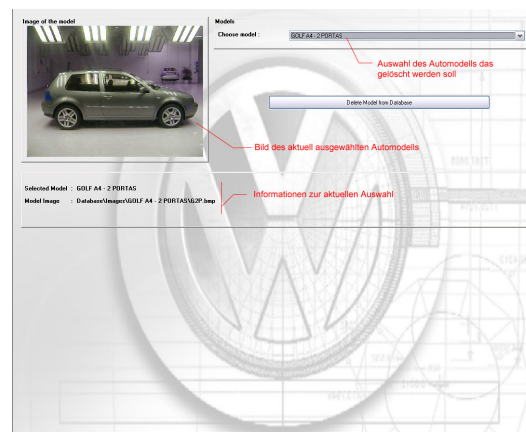 Image of the model
Models
Choose model :
GOLF A4 - 2 PORTAS
Auswahl des Automodells das
gelöscht werden soll
Delete Model from Database
Bild des aktuell ausgewählten Automodells
Selected Model : GOLF A4 - 2 PORTAS
Informationen zur aktuellen Auswahl
Model Image : Database\Images\GOLF A4 - 2 PORTAS\G2P.bmp